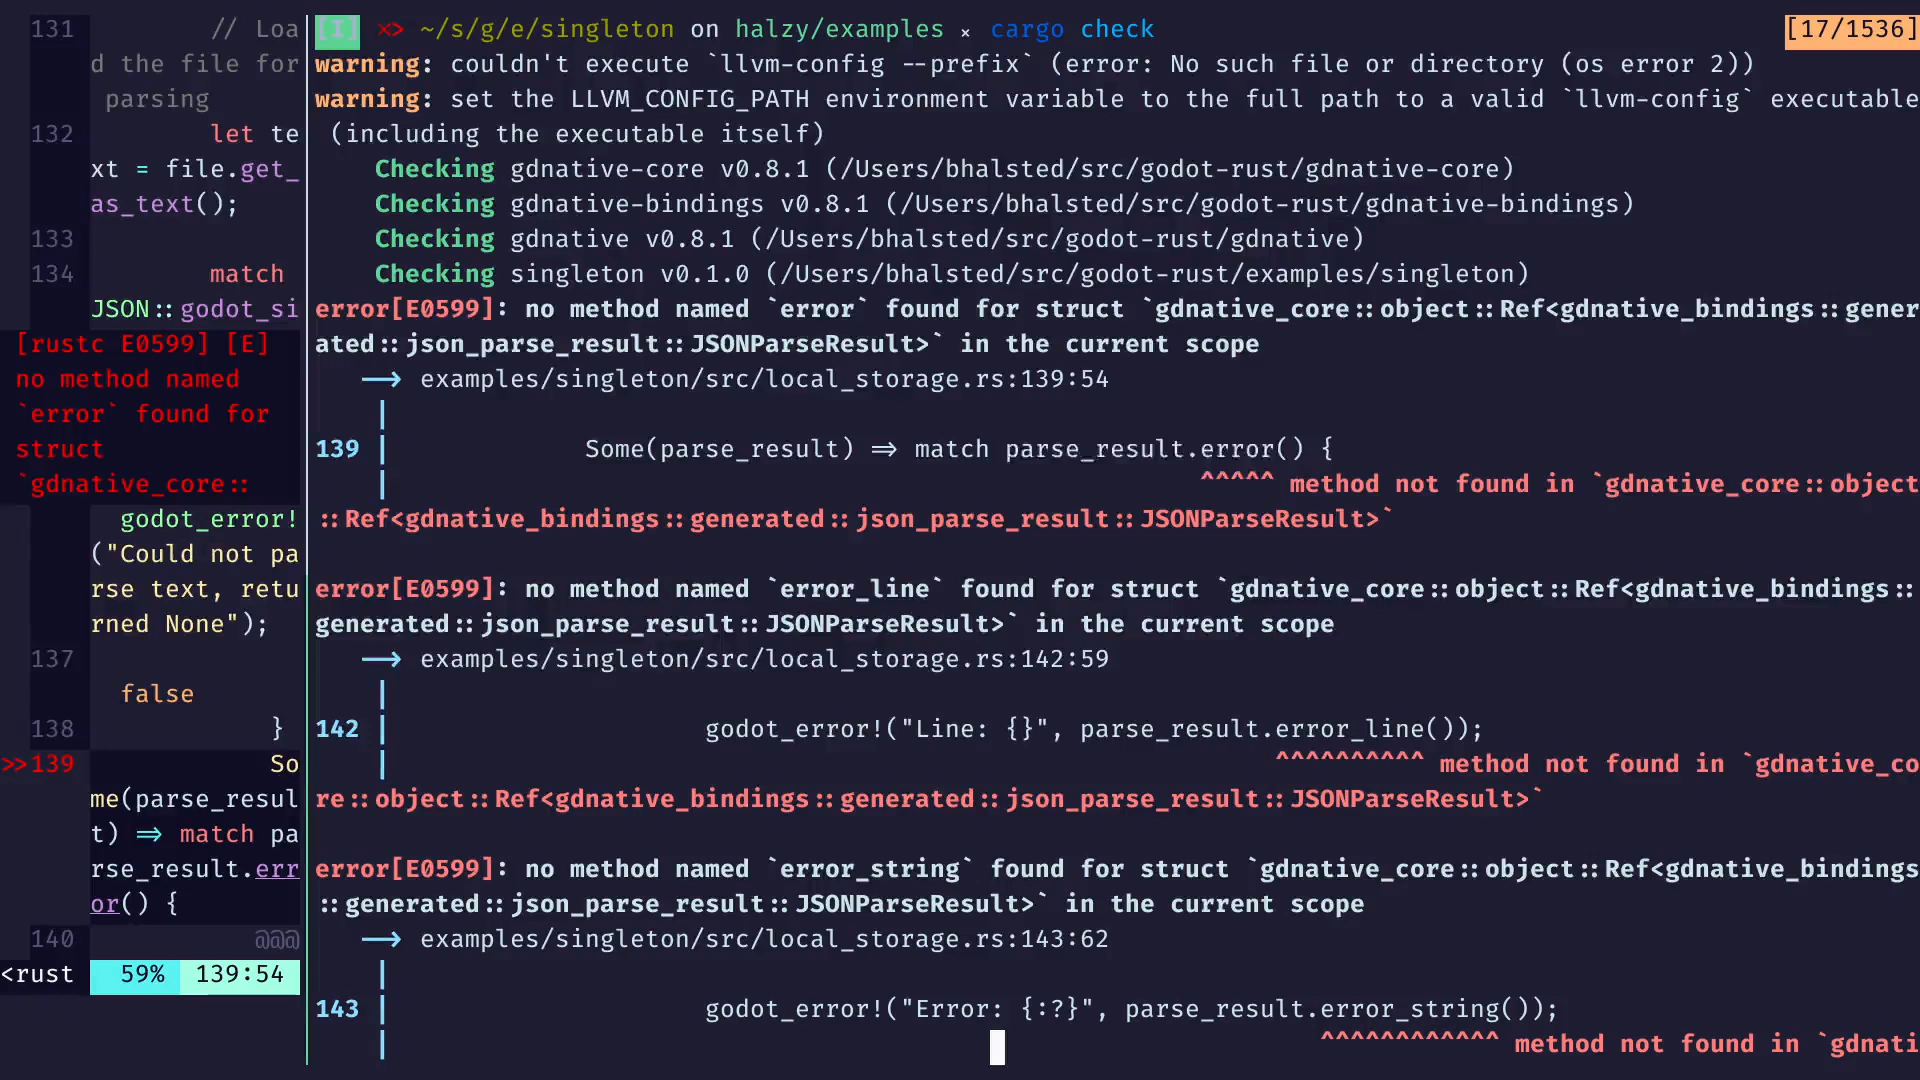 131         // Loa
d the file for
 parsing
132         let te
xt = file.get_
as_text();
133
134         match
JSON::godot_si
[rustc E0599] [E]
no method named
`error` found for
struct
`gdnative_core::
  godot_error!
("Could not pa
rse text, retu
rned None");
137
  false
138             }
>>139             So
me(parse_resul
t) => match pa
rse_result.err
or() {
140            @@@
<rust   59%  139:54
[I] ×> ~/s/g/e/singleton on halzy/examples × cargo check
[17/1536]
warning: couldn't execute `llvm-config --prefix` (error: No such file or directory (os error 2))
warning: set the LLVM_CONFIG_PATH environment variable to the full path to a valid `llvm-config` executable
 (including the executable itself)
    Checking gdnative-core v0.8.1 (/Users/bhalsted/src/godot-rust/gdnative-core)
    Checking gdnative-bindings v0.8.1 (/Users/bhalsted/src/godot-rust/gdnative-bindings)
    Checking gdnative v0.8.1 (/Users/bhalsted/src/godot-rust/gdnative)
    Checking singleton v0.1.0 (/Users/bhalsted/src/godot-rust/examples/singleton)
error[E0599]: no method named `error` found for struct `gdnative_core::object::Ref<gdnative_bindings::gener
ated::json_parse_result::JSONParseResult>` in the current scope
   --> examples/singleton/src/local_storage.rs:139:54
    |
139 |             Some(parse_result) => match parse_result.error() {
    |                                                      ^^^^^ method not found in `gdnative_core::object
::Ref<gdnative_bindings::generated::json_parse_result::JSONParseResult>`
error[E0599]: no method named `error_line` found for struct `gdnative_core::object::Ref<gdnative_bindings::
generated::json_parse_result::JSONParseResult>` in the current scope
   --> examples/singleton/src/local_storage.rs:142:59
    |
142 |                     godot_error!("Line: {}", parse_result.error_line());
    |                                                           ^^^^^^^^^^ method not found in `gdnative_co
re::object::Ref<gdnative_bindings::generated::json_parse_result::JSONParseResult>`
error[E0599]: no method named `error_string` found for struct `gdnative_core::object::Ref<gdnative_bindings
::generated::json_parse_result::JSONParseResult>` in the current scope
   --> examples/singleton/src/local_storage.rs:143:62
    |
143 |                     godot_error!("Error: {:?}", parse_result.error_string());
    |                                                              ^^^^^^^^^^^^ method not found in `gdnati